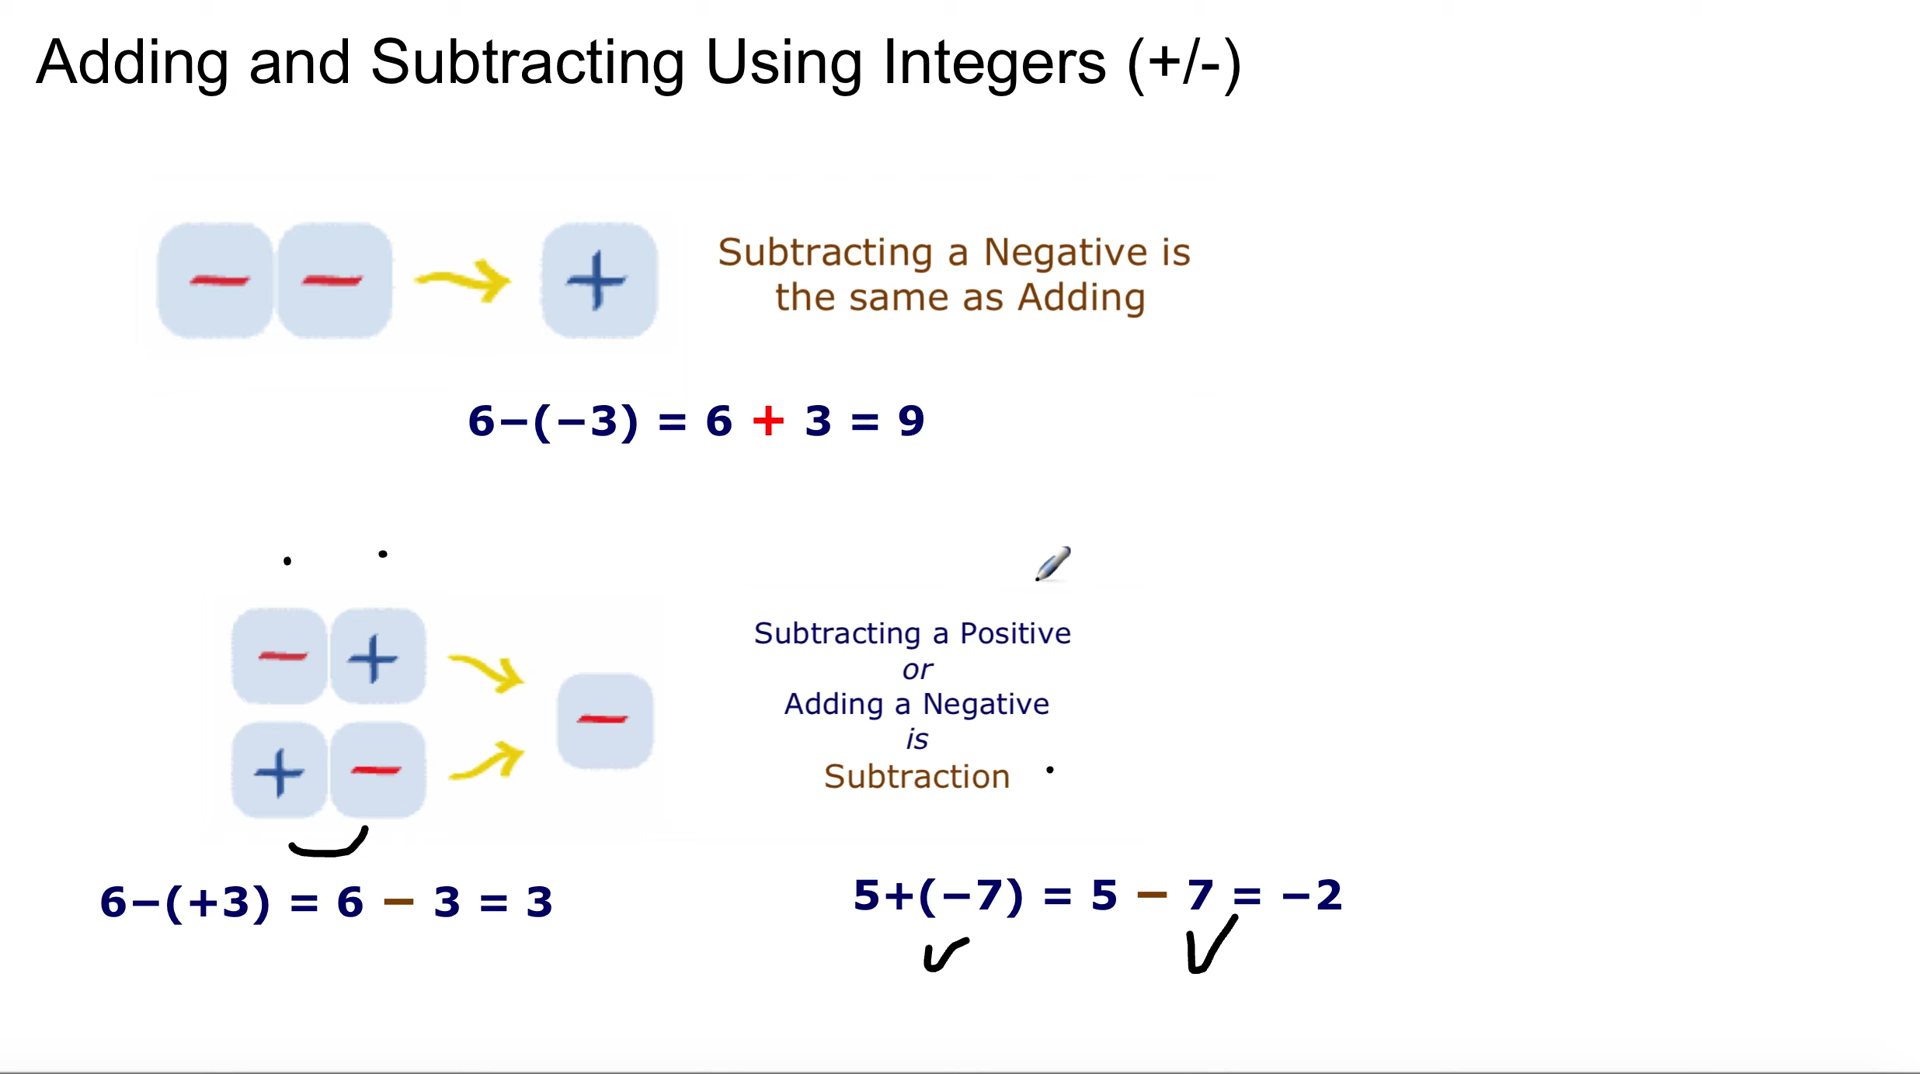 Adding and Subtracting Using Integers (+/-)
− − +
Subtracting a Negative is
the same as Adding
6−(−3) = 6 + 3 = 9
− +
+ −
−
Subtracting a Positive
or
Adding a Negative
is
Subtraction
6−(+3) = 6 − 3 = 3
5+(−7) = 5 − 7 = −2